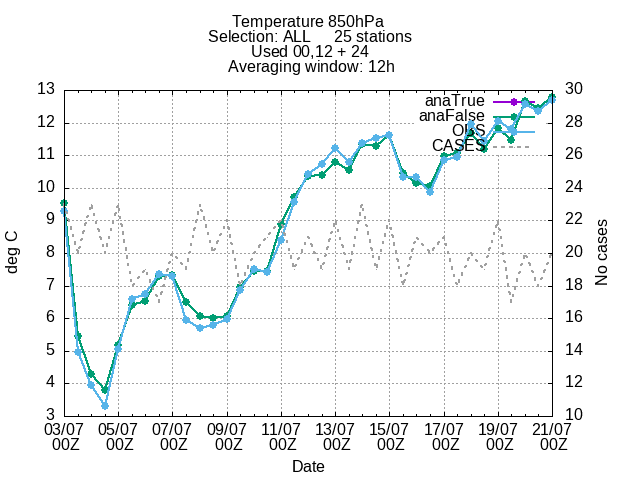 Temperature 850hPa
Selection: ALL 25 stations
Used 00,12 + 24
Averaging window: 12h
13 30
anaTrue
12 28
anaFalse
OBS
CASES
11 26
10 24
9 22
8 20
7 18
6 16
5 14
4 12
3 10
deg C
No cases
03/07 05/07 07/07 09/07 11/07 13/07 15/07 17/07 19/07 21/07
00Z 00Z 00Z 00Z 00Z 00Z 00Z 00Z 00Z 00Z
Date